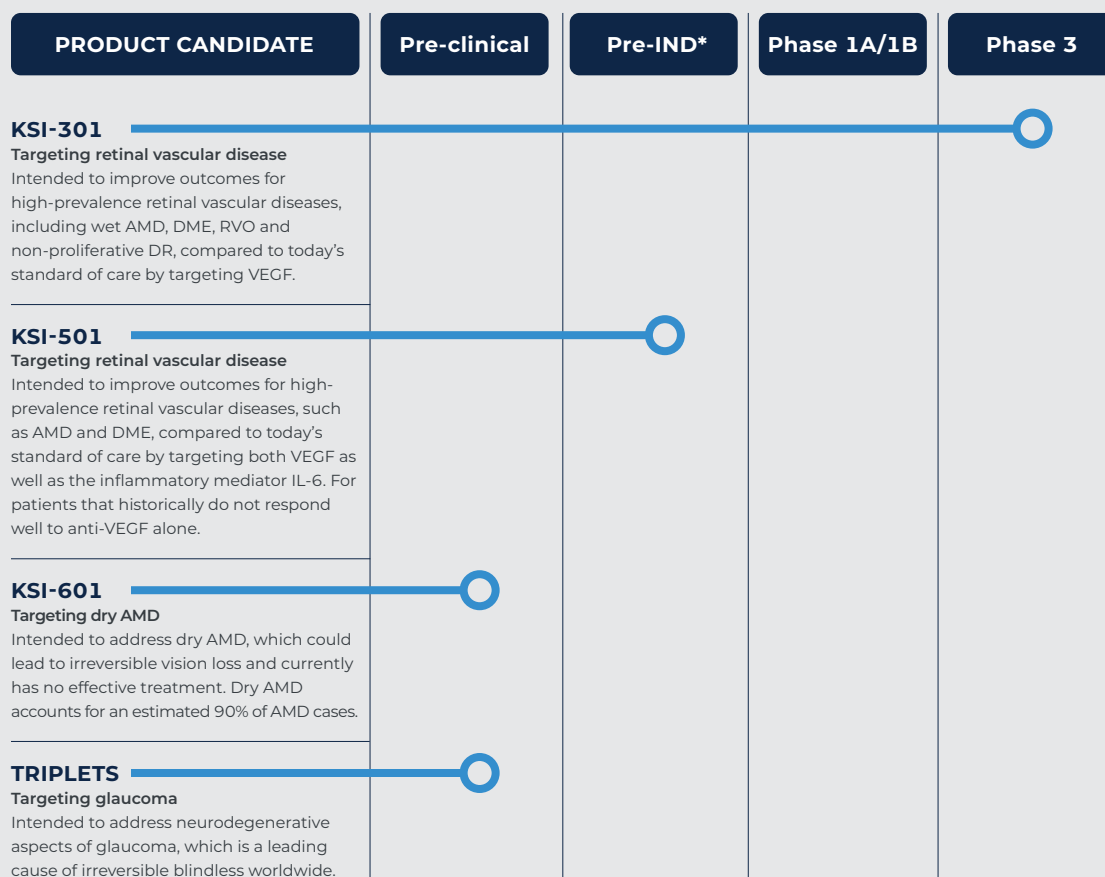 PRODUCT CANDIDATE
Pre-clinical
Pre-IND*
Phase 1A/1B
Phase 3
KSI-301
Targeting retinal vascular disease
Intended to improve outcomes for
high-prevalence retinal vascular diseases,
including wet AMD, DME, RVO and
non-proliferative DR, compared to today’s
standard of care by targeting VEGF.
KSI-501
Targeting retinal vascular disease
Intended to improve outcomes for high-
prevalence retinal vascular diseases, such
as AMD and DME, compared to today’s
standard of care by targeting both VEGF as
well as the inflammatory mediator IL-6. For
patients that historically do not respond
well to anti-VEGF alone.
KSI-601
Targeting dry AMD
Intended to address dry AMD, which could
lead to irreversible vision loss and currently
has no effective treatment. Dry AMD
accounts for an estimated 90% of AMD cases.
TRIPLETS
Targeting glaucoma
Intended to address neurodegenerative
aspects of glaucoma, which is a leading
cause of irreversible blindless worldwide.